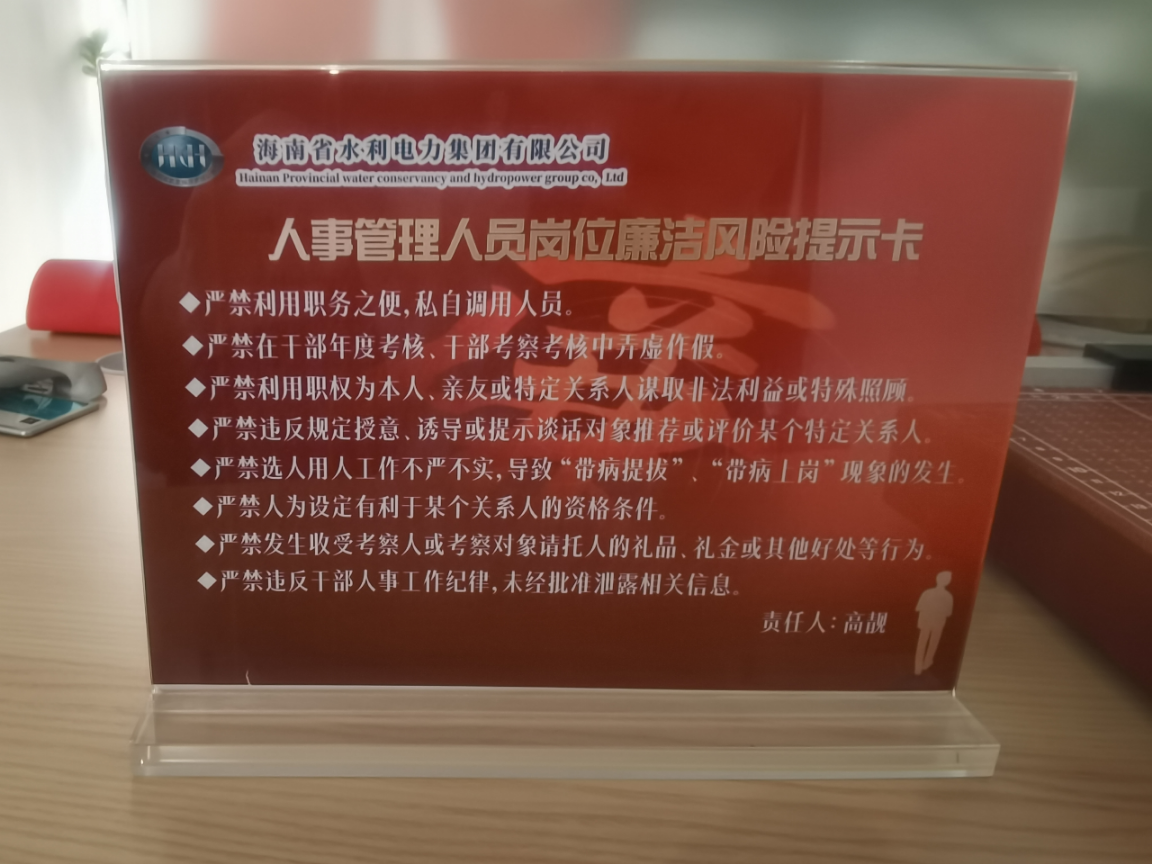 HRH
海南省水利电力集团有限公司
Hainan Provincial water conservancy and hydropower group co, Ltd
人事管理人员岗位廉洁风险提示卡
◆严禁利用职务之便,私自调用人员。
◆严禁在干部年度考核、干部考察考核中弄虚作假。
◆严禁利用职权为本人、亲友或特定关系人谋取非法利益或特殊照顾。
◆严禁违反规定授意、诱导或提示谈话对象推荐或评价某个特定关系人。
◆严禁选人用人工作不严不实,导致“带病提拔”、“带病上岗”现象的发生。
◆严禁人为设定有利于某个关系人的资格条件。
◆严禁发生收受考察人或考察对象请托人的礼品、礼金或其他好处等行为。
◆严禁违反干部人事工作纪律,未经批准泄露相关信息。
责任人:高靓